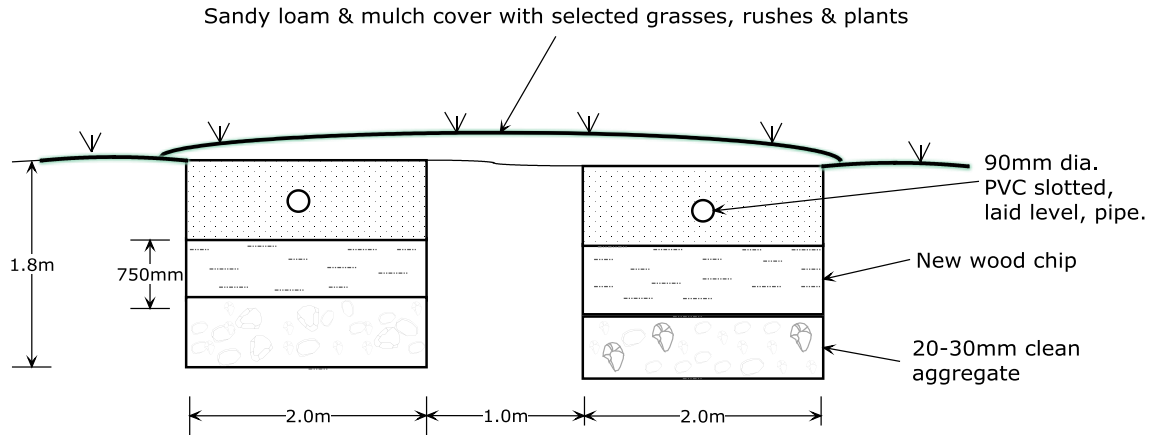 Sandy loam & mulch cover with selected grasses, rushes & plants
90mm dia.
PVC slotted,
laid level, pipe.
1.8m
750mm
New wood chip
20-30mm clean
aggregate
2.0m
1.0m
2.0m